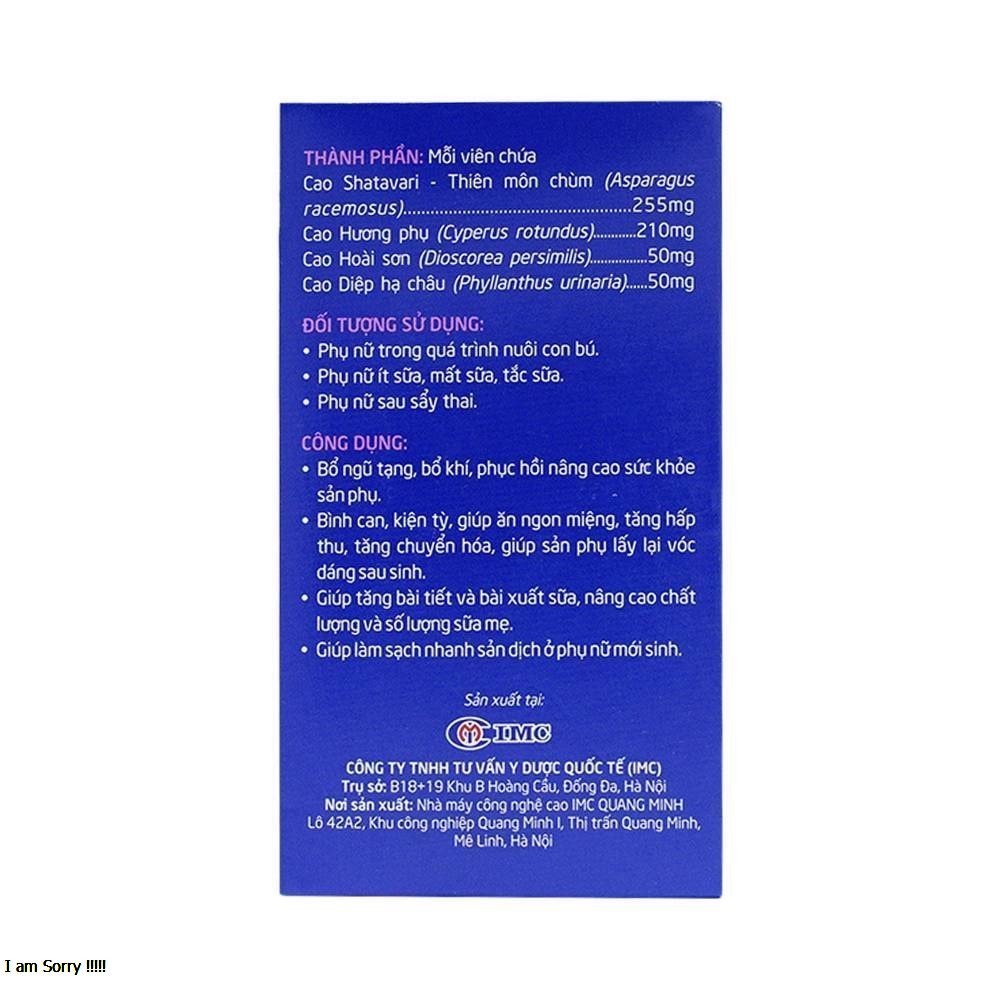 THÀNH PHẦN: Mỗi viên chứa
Cao Shatavari - Thiên môn chùm (Asparagus
racemosus)..................................................255mg
Cao Hương phụ (Cyperus rotundus)............210mg
Cao Hoài sơn (Dioscorea persimilis)................50mg
Cao Diệp hạ châu (Phyllanthus urinaria)......50mg
ĐỐI TƯỢNG SỬ DỤNG:
• Phụ nữ trong quá trình nuôi con bú.
• Phụ nữ ít sữa, mất sữa, tắc sữa.
• Phụ nữ sau sẩy thai.
CÔNG DỤNG:
• Bổ ngũ tạng, bổ khí, phục hồi nâng cao sức khỏe
sản phụ.
• Bình can, kiện tỳ, giúp ăn ngon miệng, tăng hấp
thu, tăng chuyển hóa, giúp sản phụ lấy lại vóc
dáng sau sinh.
• Giúp tăng bài tiết và bài xuất sữa, nâng cao chất
lượng và số lượng sữa mẹ.
• Giúp làm sạch nhanh sản dịch ở phụ nữ mới sinh.
Sản xuất tại:
IMC
CÔNG TY TNHH TƯ VẤN Y DƯỢC QUỐC TẾ (IMC)
Trụ sở: B18+19 Khu B Hoàng Cầu, Đống Đa, Hà Nội
Nơi sản xuất: Nhà máy công nghệ cao IMC QUANG MINH
Lô 42A2, Khu công nghiệp Quang Minh I, Thị trấn Quang Minh,
Mê Linh, Hà Nội
I am Sorry !!!!!